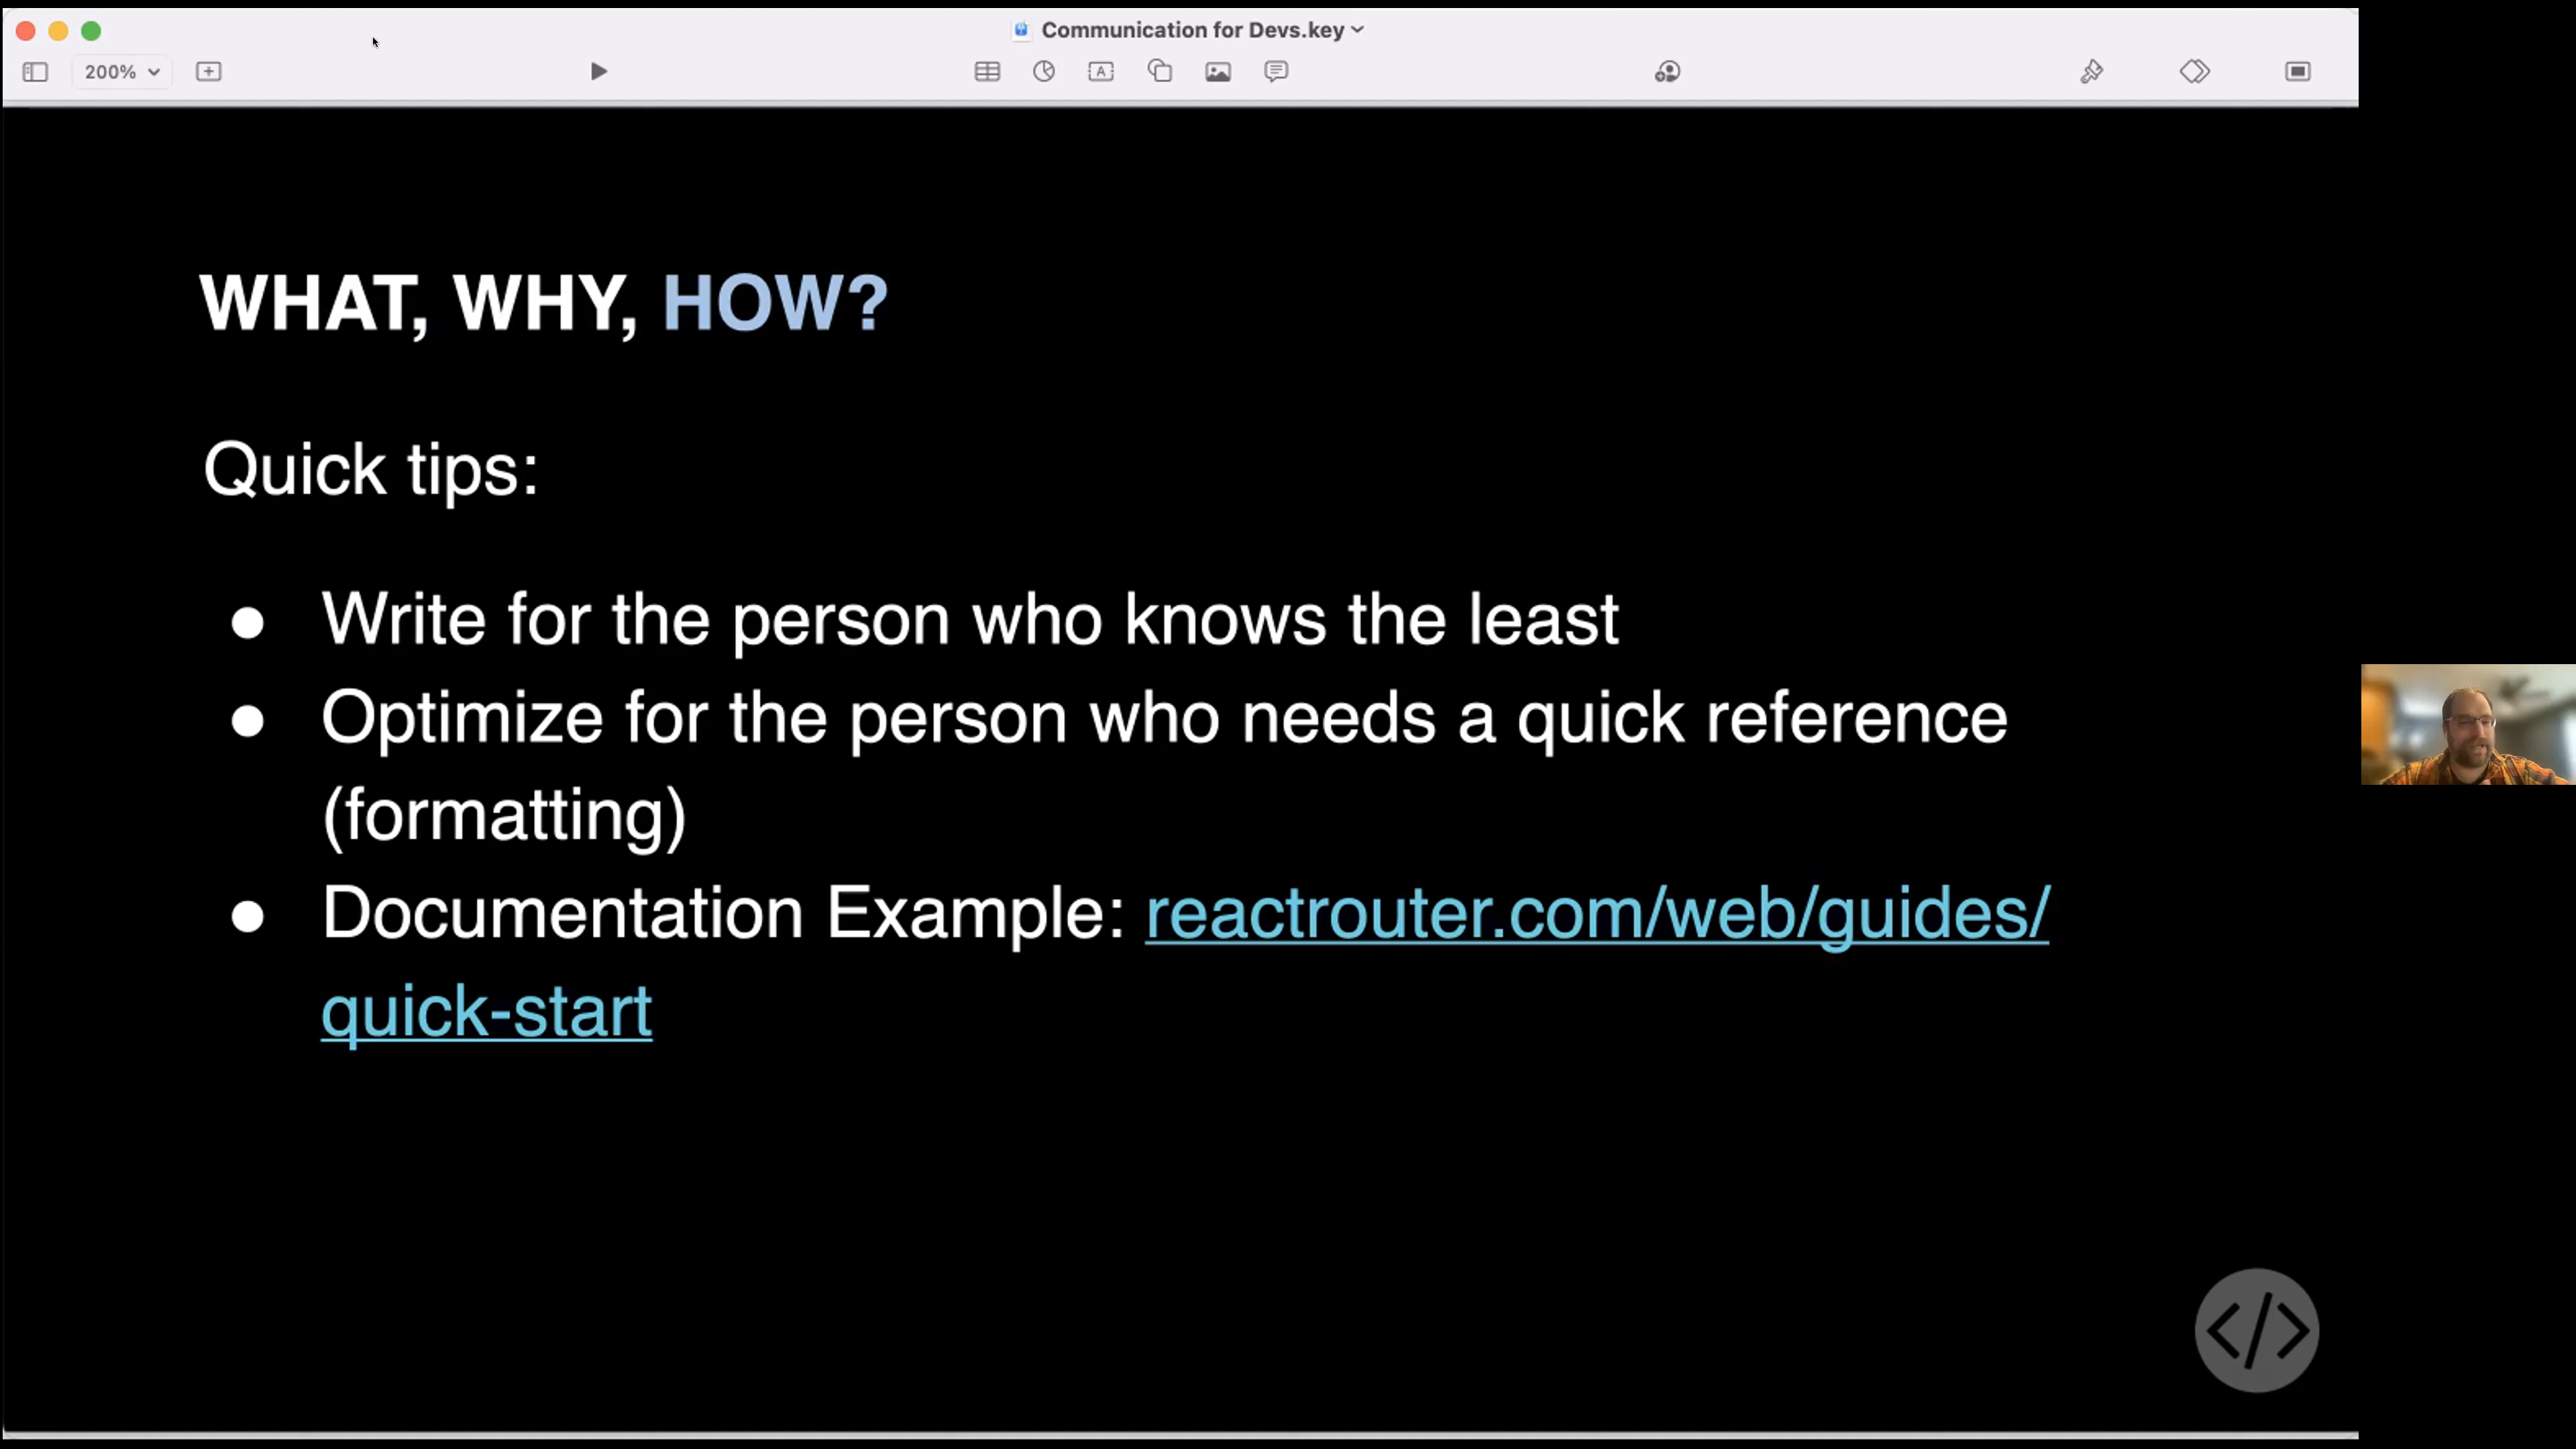 Communication for Devs.key
200%
WHAT, WHY, HOW?
Quick tips:
● Write for the person who knows the least
● Optimize for the person who needs a quick reference
(formatting)
● Documentation Example: reactrouter.com/web/guides/
quick-start